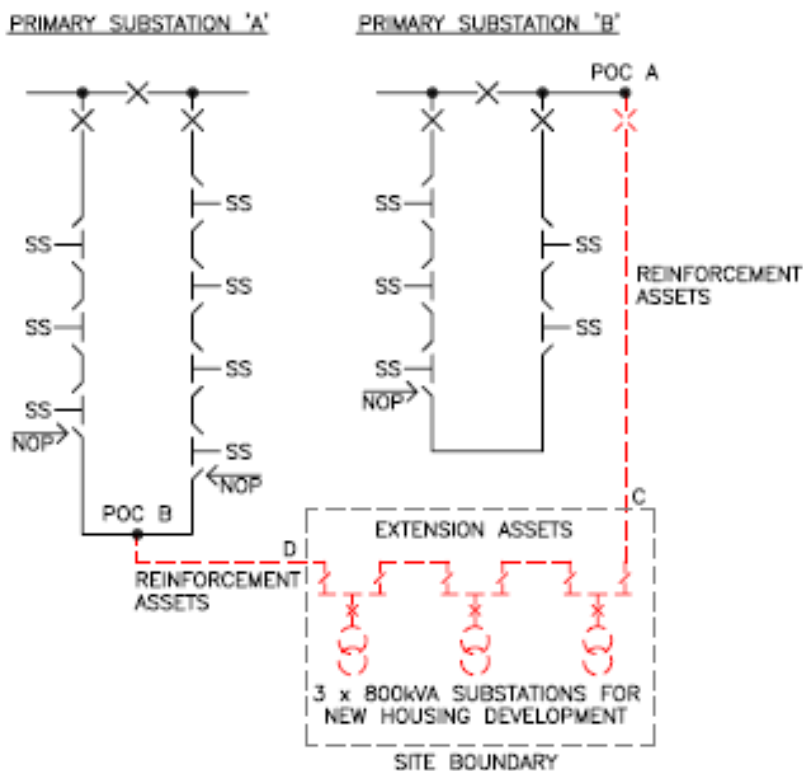 PRIMARY SUBSTATION 'A'
PRIMARY SUBSTATION 'B'
POC A
SS
SS
SS
SS
SS
SS
SS
NOP
NOP
POC B
SS
SS
SS
SS
SS
NOP
REINFORCEMENT
ASSETS
C
D
REINFORCEMENT
ASSETS
EXTENSION ASSETS
3 x 800kVA SUBSTATIONS FOR
NEW HOUSING DEVELOPMENT
SITE BOUNDARY